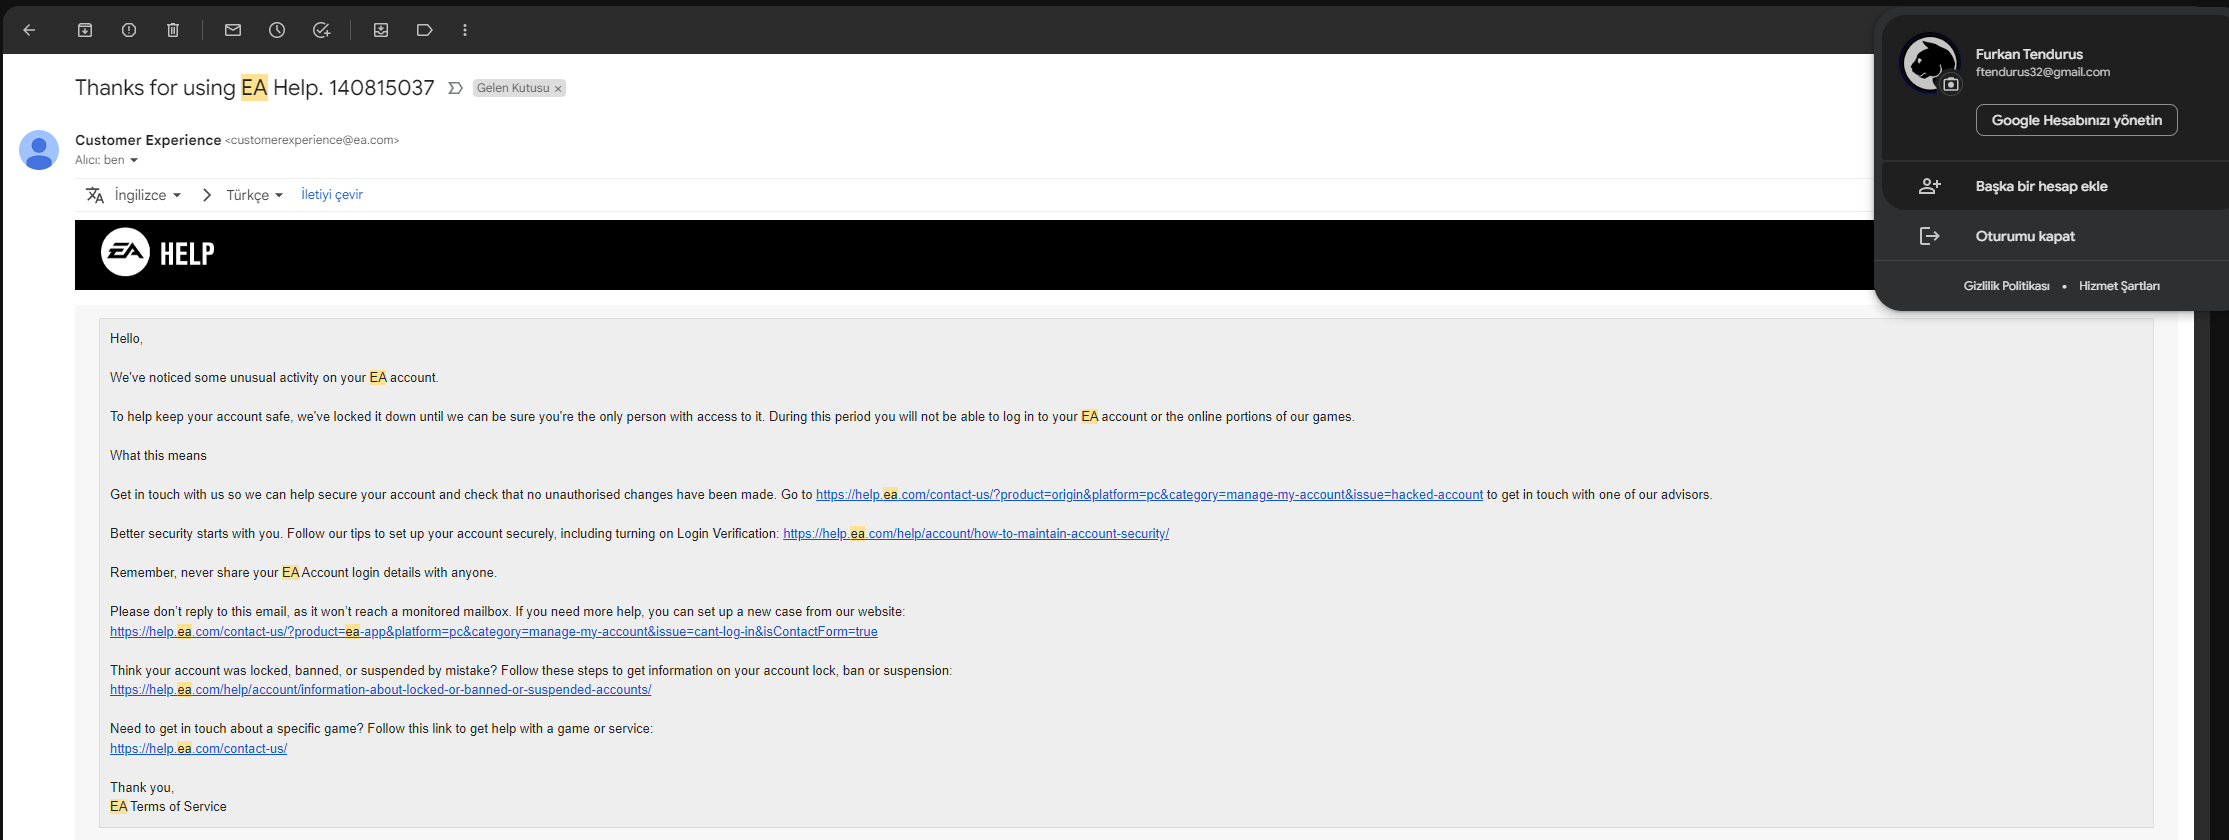 Thanks for using EA Help. 140815037
Gelen Kutusu ×
Customer Experience <customerexperience@ea.com>
Alıcı: ben
İngilizce
Türkçe
İletiyi çevir
EA HELP
Hello,
We've noticed some unusual activity on your EA account.
To help keep your account safe, we've locked it down until we can be sure you're the only person with access to it. During this period you will not be able to log in to your EA account or the online portions of our games.
What this means
Get in touch with us so we can help secure your account and check that no unauthorised changes have been made. Go to https://help.ea.com/contact-us/?product=origin&platform=pc&category=manage-my-account&issue=hacked-account to get in touch with one of our advisors.
Better security starts with you. Follow our tips to set up your account securely, including turning on Login Verification: https://help.ea.com/help/account/how-to-maintain-account-security/
Remember, never share your EA Account login details with anyone.
Please don't reply to this email, as it won't reach a monitored mailbox. If you need more help, you can set up a new case from our website:
https://help.ea.com/contact-us/?product=ea-app&platform=pc&category=manage-my-account&issue=cant-log-in&isContactForm=true
Think your account was locked, banned, or suspended by mistake? Follow these steps to get information on your account lock, ban or suspension:
https://help.ea.com/help/account/information-about-locked-or-banned-or-suspended-accounts/
Need to get in touch about a specific game? Follow this link to get help with a game or service:
https://help.ea.com/contact-us/
Thank you,
EA Terms of Service
Furkan Tendurus
ftendurus32@gmail.com
Google Hesabınızı yönetin
Başka bir hesap ekle
Oturumu kapat
Gizlilik Politikası • Hizmet Şartları